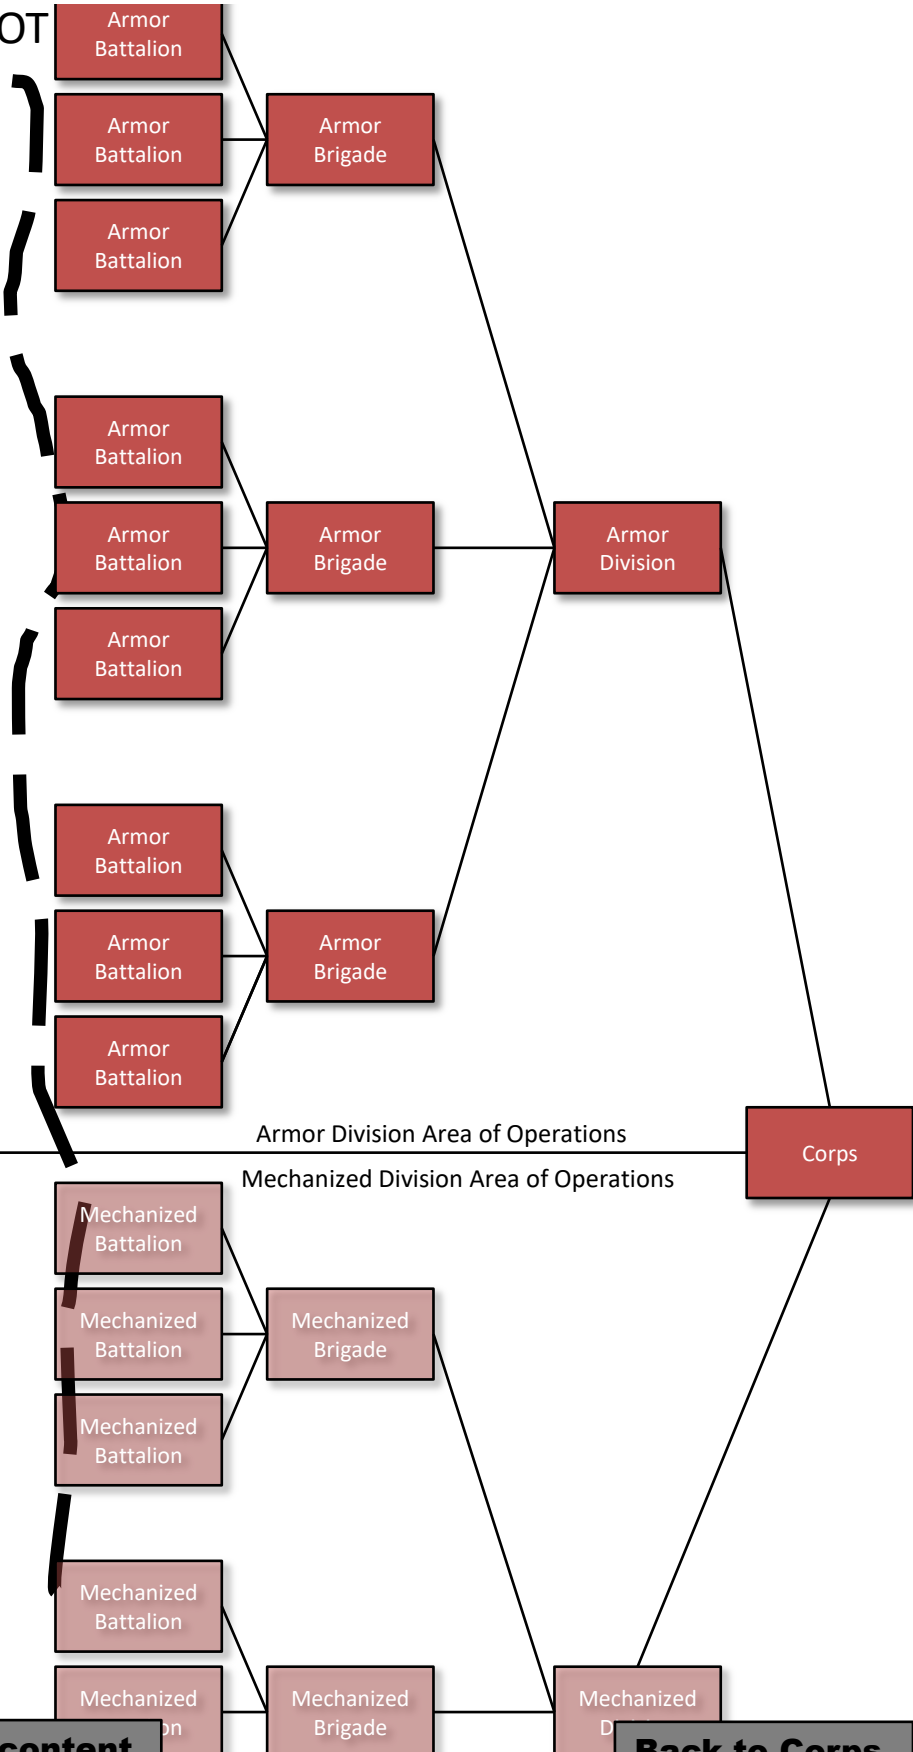 OT
Armor
Battalion
Armor
Battalion
Armor
Brigade
Armor
Battalion
Armor
Battalion
Armor
Battalion
Armor
Brigade
Armor
Division
Armor
Battalion
Armor
Battalion
Armor
Battalion
Armor
Brigade
Armor
Battalion
Armor Division Area of Operations
Corps
Mechanized Division Area of Operations
Mechanized
Battalion
Mechanized
Battalion
Mechanized
Brigade
Mechanized
Battalion
Mechanized
Battalion
Mechanized
on
Mechanized
Brigade
Mechanized
content
Back to Corps